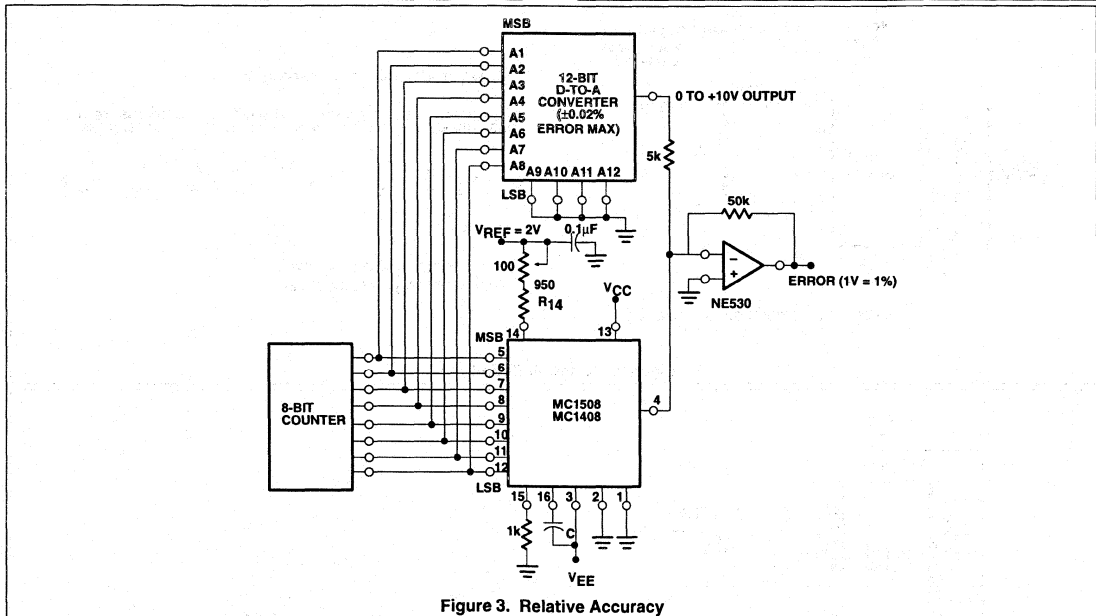 MSB
A1
A2
A3
A4
A5
A6
A7
A8
12-BIT
D-TO-A
CONVERTER
(±0.02%
ERROR MAX)
A9 A10 A11 A12
LSB
0 TO +10V OUTPUT
5k
50k
VREF = 2V
0.1µF
100
950
R14
VCC
−
+
NE530
ERROR (1V = 1%)
14
13
MSB
5
6
7
8
9
10
11
12
LSB
8-BIT
COUNTER
MC1508
MC1408
4
15 16 3 2 1
1k
C
VEE
Figure 3. Relative Accuracy